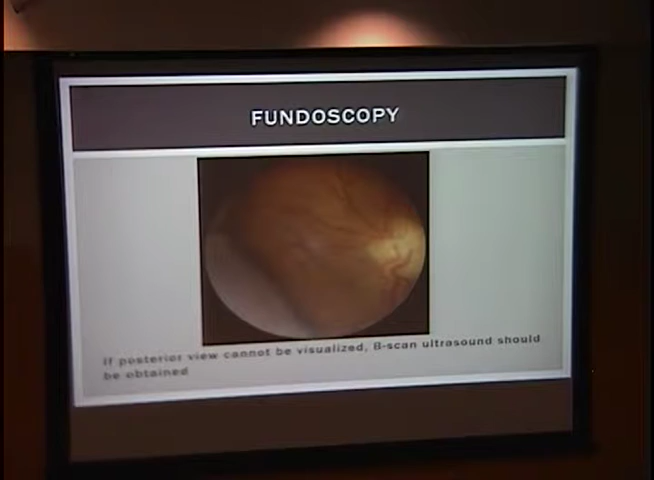 FUNDOSCOPY
If posterior view cannot be visualized, B-scan ultrasound should
be obtained